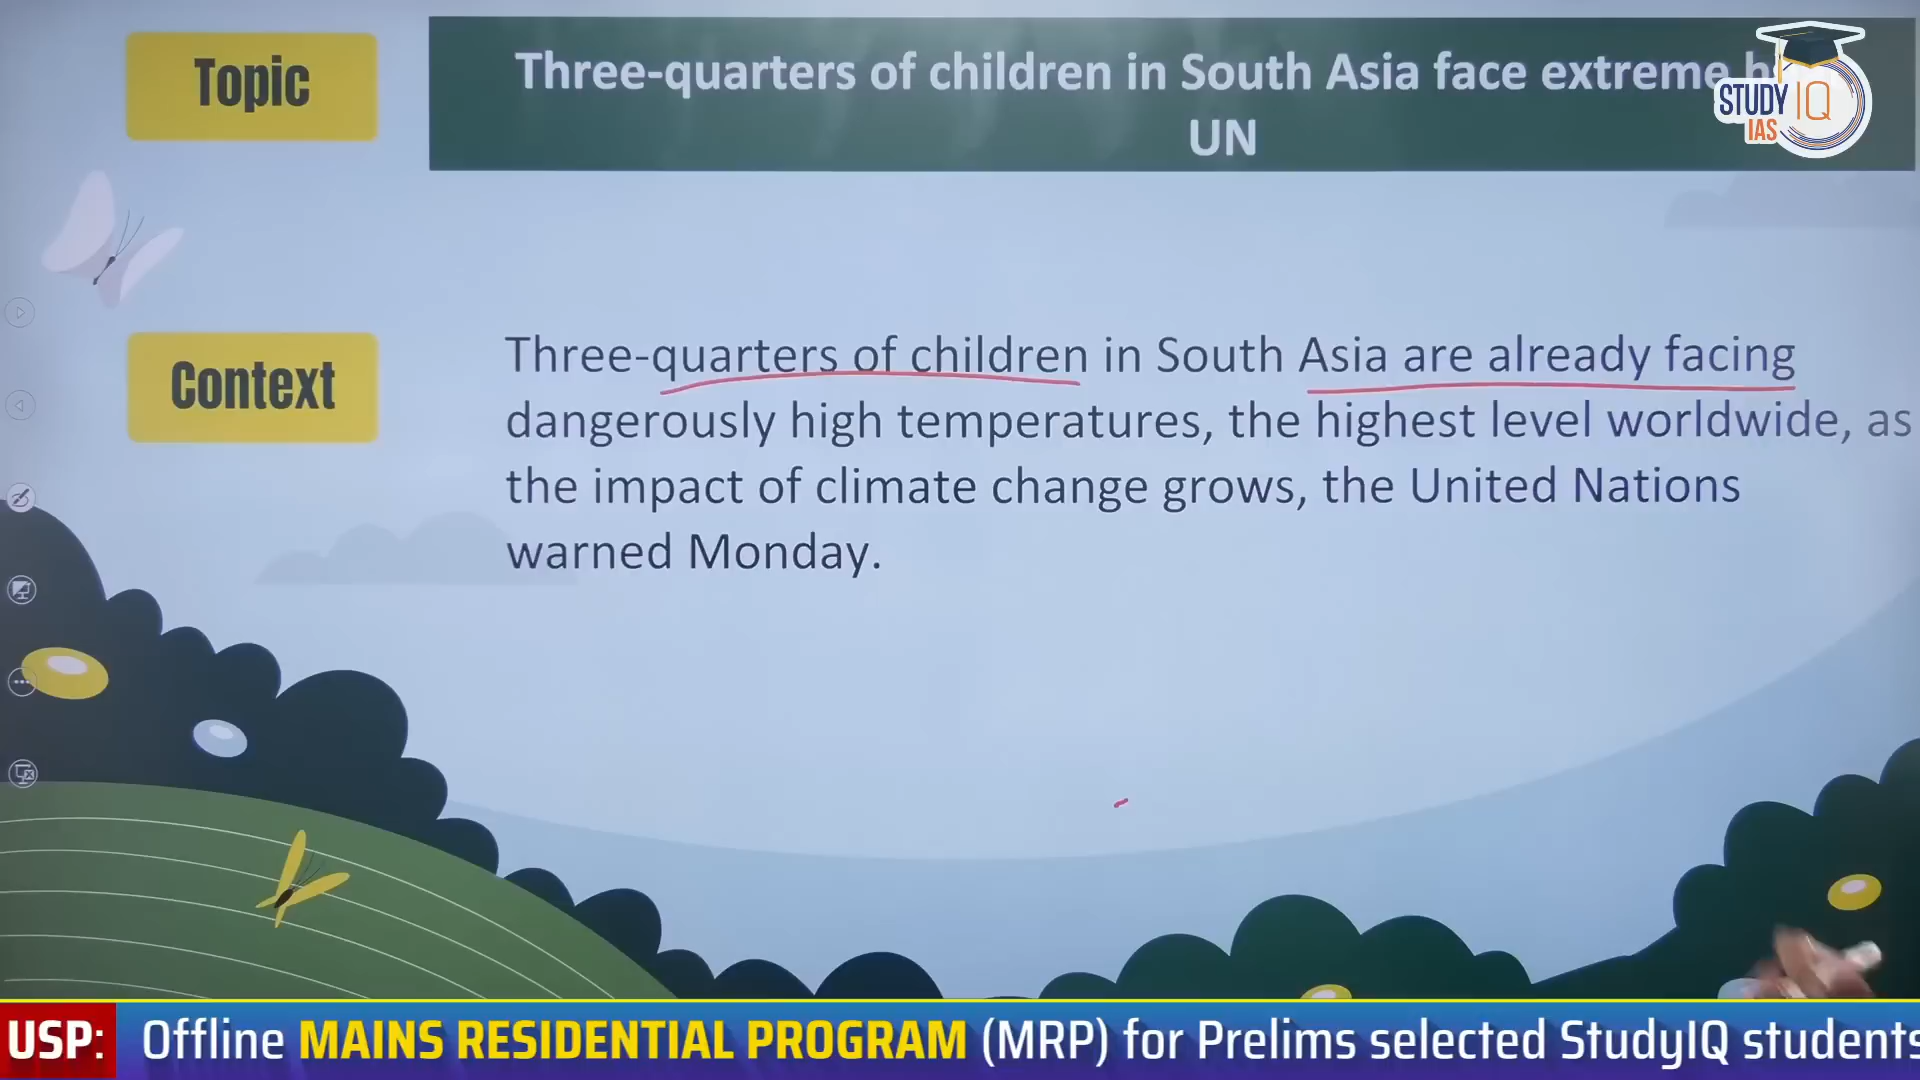 Topic
Three-quarters of children in South Asia face extreme
UN
STUDY IQ
IAS
Context
Three-quarters of children in South Asia are already facing
dangerously high temperatures, the highest level worldwide, as
the impact of climate change grows, the United Nations
warned Monday.
USP: Offline MAINS RESIDENTIAL PROGRAM (MRP) for Prelims selected StudyIQ students